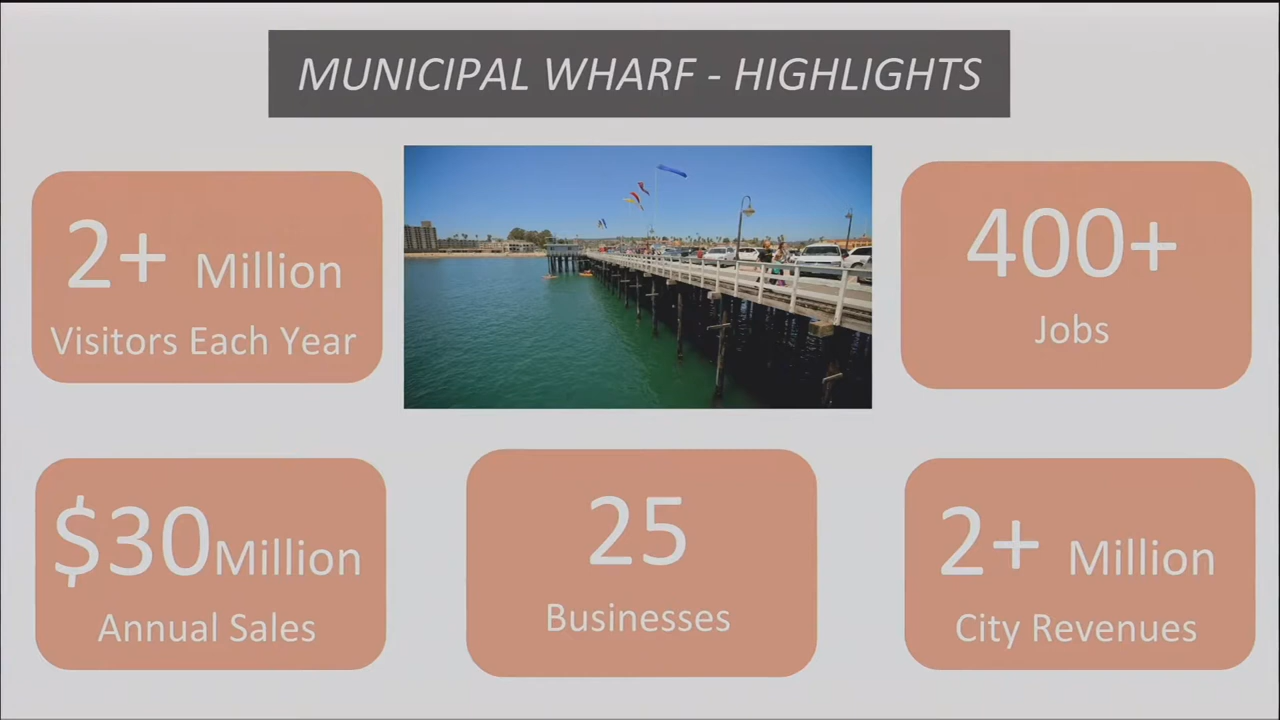 MUNICIPAL WHARF - HIGHLIGHTS
2+ Million
Visitors Each Year
400+
Jobs
$30Million
Annual Sales
25
Businesses
2+ Million
City Revenues